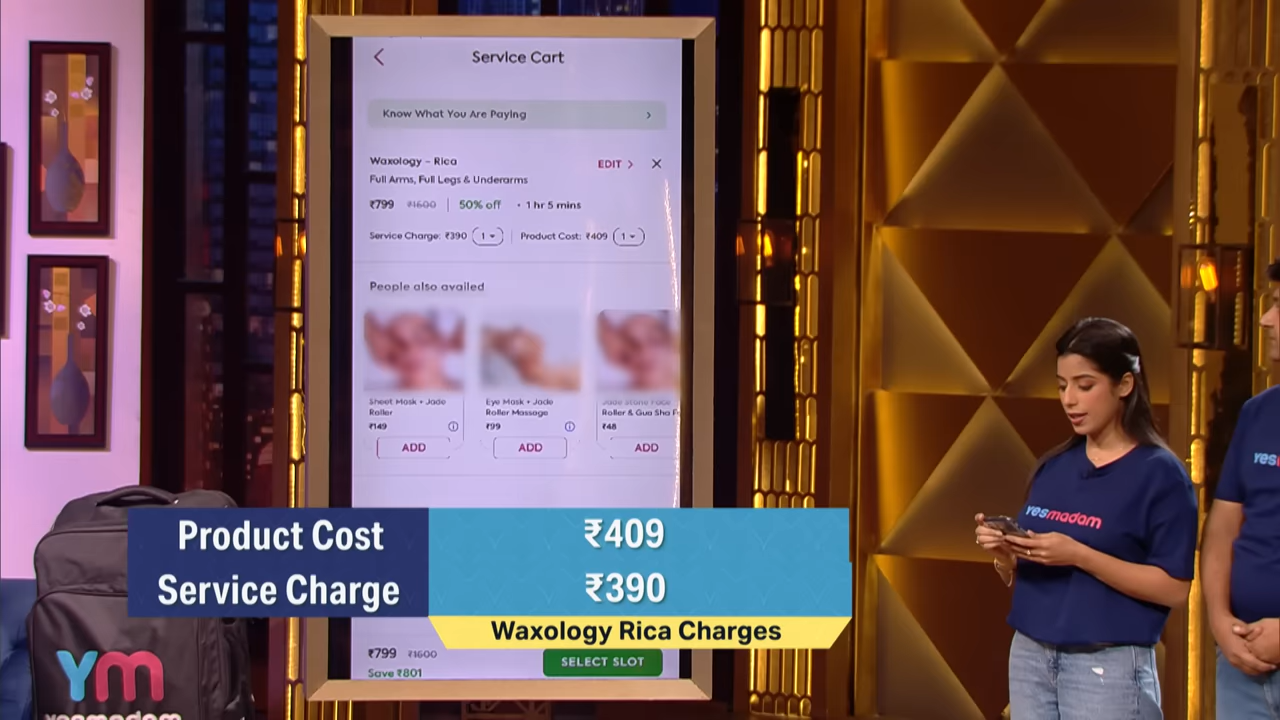 Service Cart
Know What You Are Paying
Waxology - Rica
EDIT
Full Arms, Full Legs & Underarms
₹799 ₹1600 | 50% off • 1 hr 5 mins
Service Charge: ₹390 1 | Product Cost: ₹409 1
People also availed
Sheet Mask + Jade
Roller
₹149
ADD
Eye Mask + Jade
Roller Massage
₹99
ADD
Jade Stone Face
Roller & Gua Sha F
₹48
ADD
Product Cost ₹409
Service Charge ₹390
Waxology Rica Charges
₹799 ₹1600
Save ₹801
SELECT SLOT
YM
yesmadam
yesmadam
yes